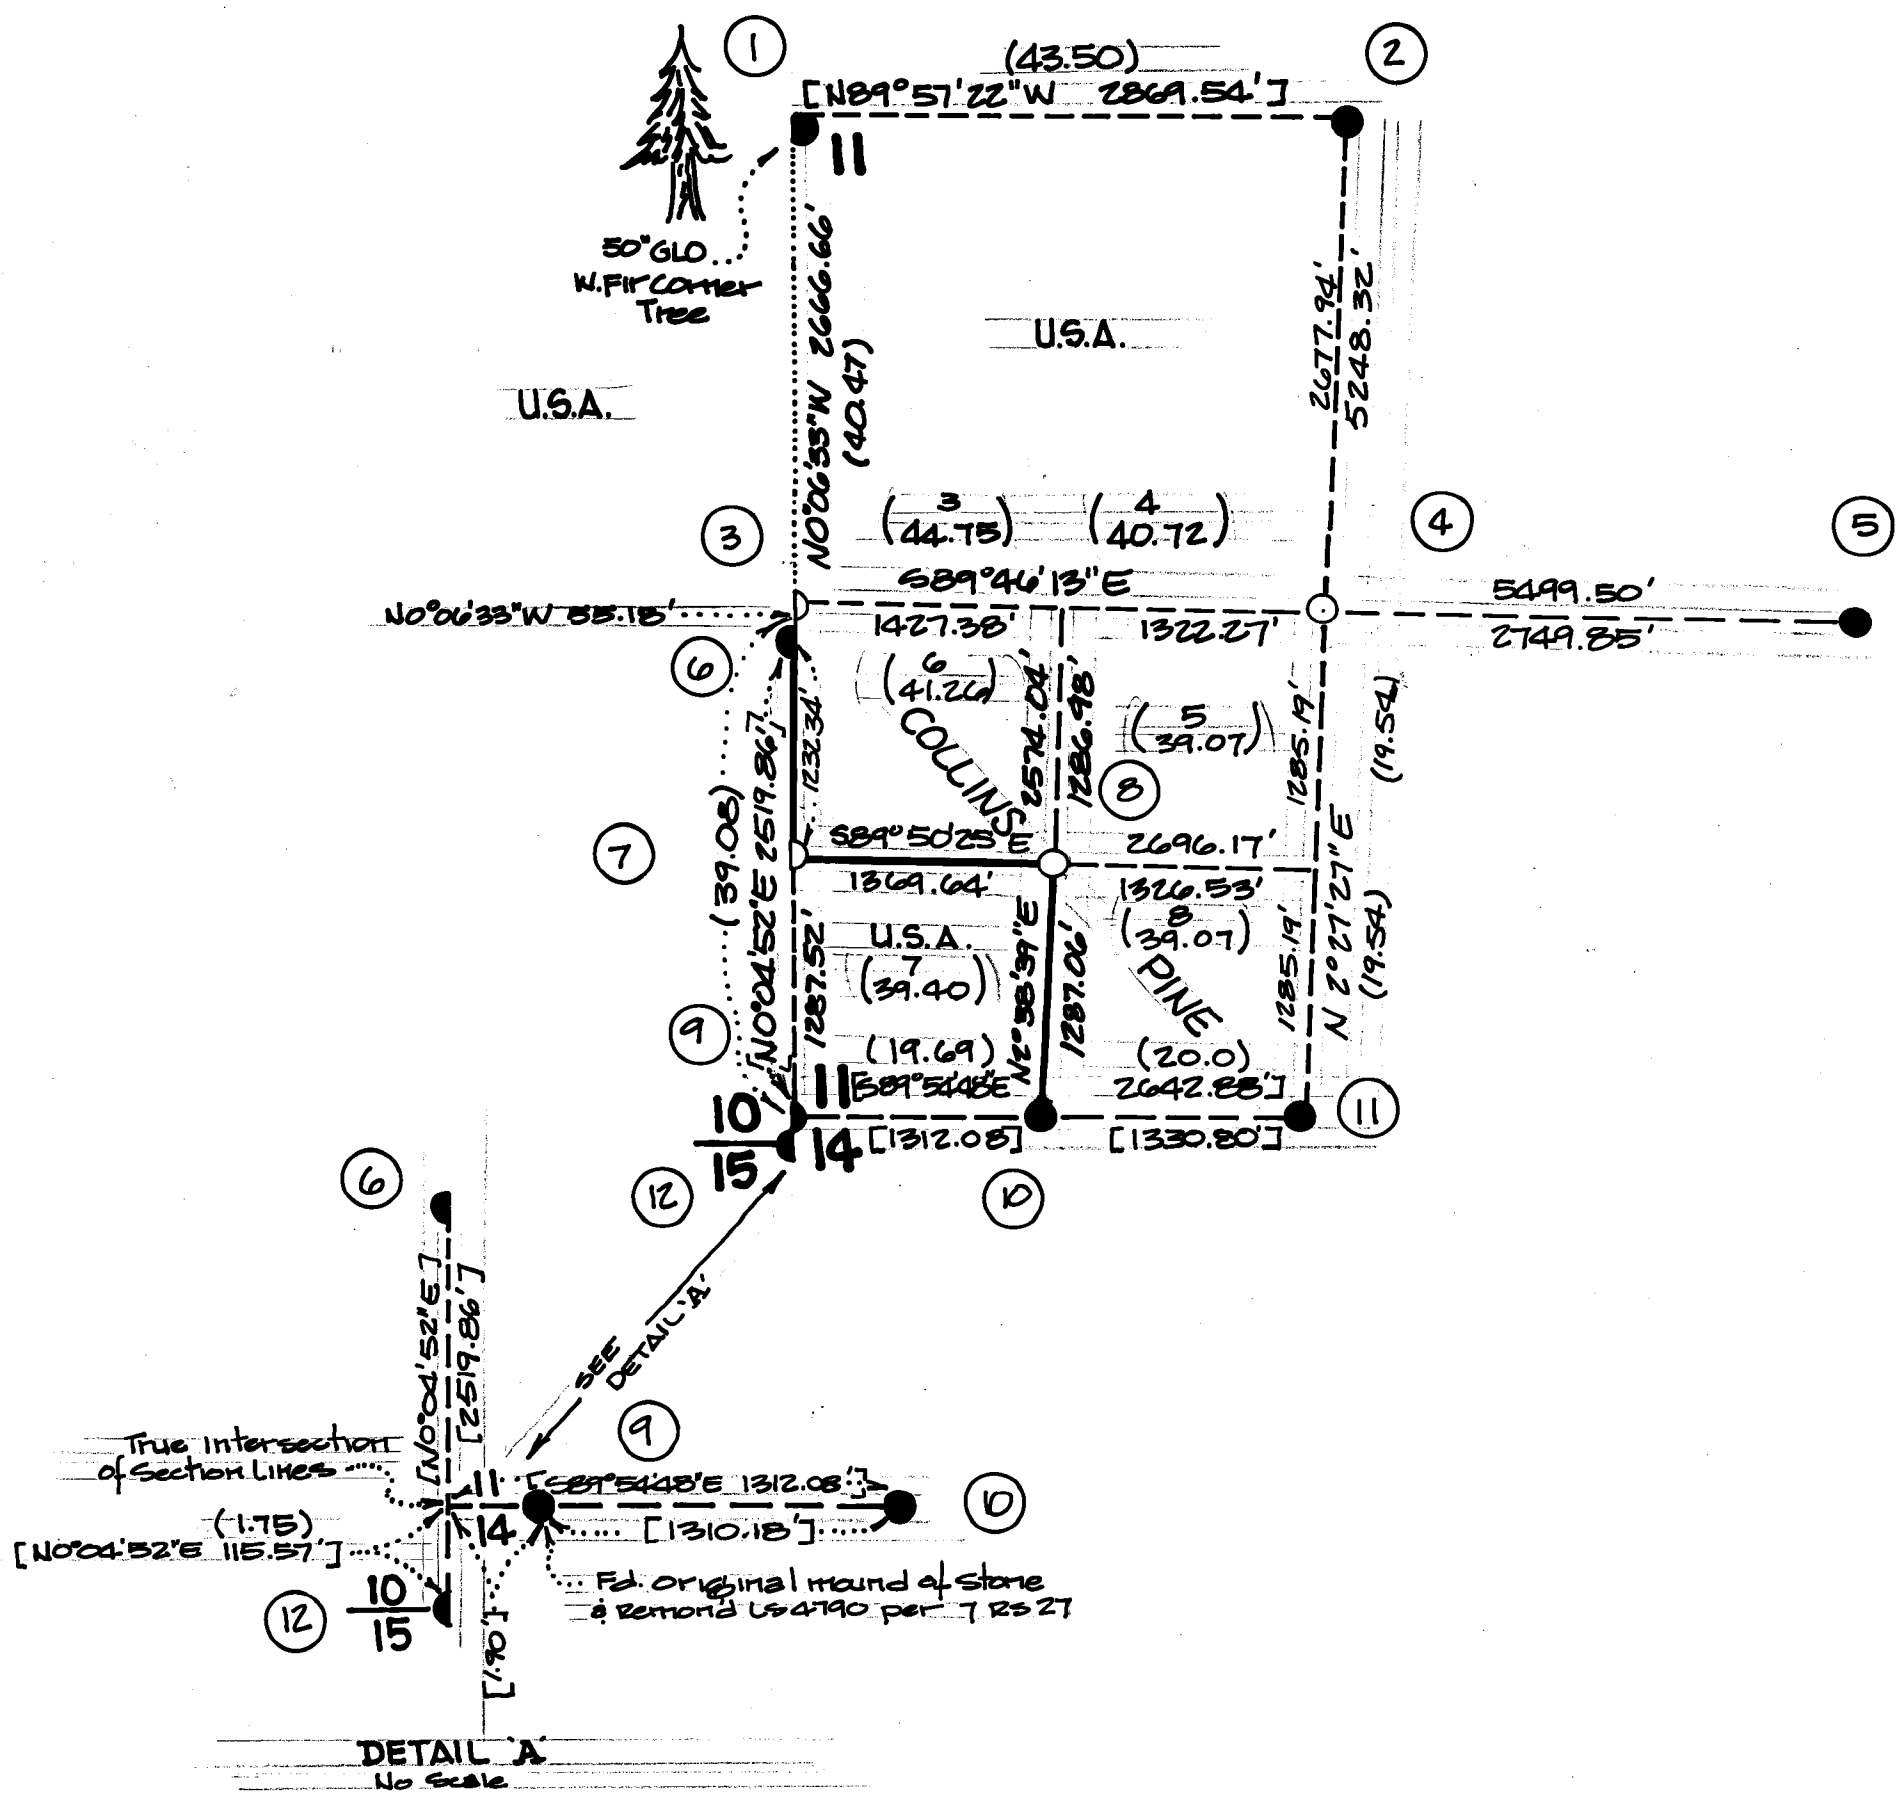 1
2
(43.50)
[N89°57'22"W 2869.54']
11
50" GLO
W. Fir Corner
Tree
N0°06'33"W 2666.66'
(40.47)
U.S.A.
U.S.A.
2677.94'
5248.32'
3
(3
44.75)
(4
40.72)
4
5
S89°46'13"E
5499.50'
N0°06'33"W 55.18'
1427.38'
1322.27'
2749.85'
6
(6
41.26)
(5
39.07)
COLLINS
1232.34'
2574.04'
1286.98'
1285.19'
(19.54)
8
7
(39.08)
[N0°04'52"E 2519.86']
S89°50'25"E
2696.17'
1369.64'
1326.53'
(8
39.07)
N 2°27'27" E
(19.54)
U.S.A.
(7
39.40)
1287.52'
N2°38'39"E
1287.06'
PINE
1285.19'
9
(19.69)
(20.0)
[S89°54'48"E
2642.88']
11
10
15
11
14
[1312.08]
[1330.80']
12
10
SEE
DETAIL 'A'
6
[N0°04'52"E]
[2519.86']
9
True Intersection
of Section Lines
11
[S89°54'48"E 1312.08']
10
(1.75)
14
[1310.18']
[N0°04'52"E 115.57']
Fd. original mound of Stone
& Remon'd LS4790 per 7 RS 27
12
10
15
[1.90']
DETAIL 'A'
No Scale